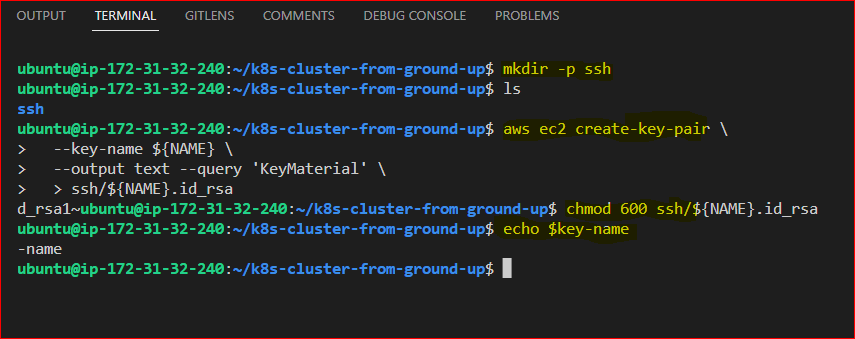 OUTPUT TERMINAL GITLENS COMMENTS DEBUG CONSOLE PROBLEMS
ubuntu@ip-172-31-32-240:~/k8s-cluster-from-ground-up$ mkdir -p ssh
ubuntu@ip-172-31-32-240:~/k8s-cluster-from-ground-up$ ls
ssh
ubuntu@ip-172-31-32-240:~/k8s-cluster-from-ground-up$ aws ec2 create-key-pair \
>   --key-name ${NAME} \
>   --output text --query 'KeyMaterial' \
>   > ssh/${NAME}.id_rsa
d_rsa1~ubuntu@ip-172-31-32-240:~/k8s-cluster-from-ground-up$ chmod 600 ssh/${NAME}.id_rsa
ubuntu@ip-172-31-32-240:~/k8s-cluster-from-ground-up$ echo $key-name
-name
ubuntu@ip-172-31-32-240:~/k8s-cluster-from-ground-up$